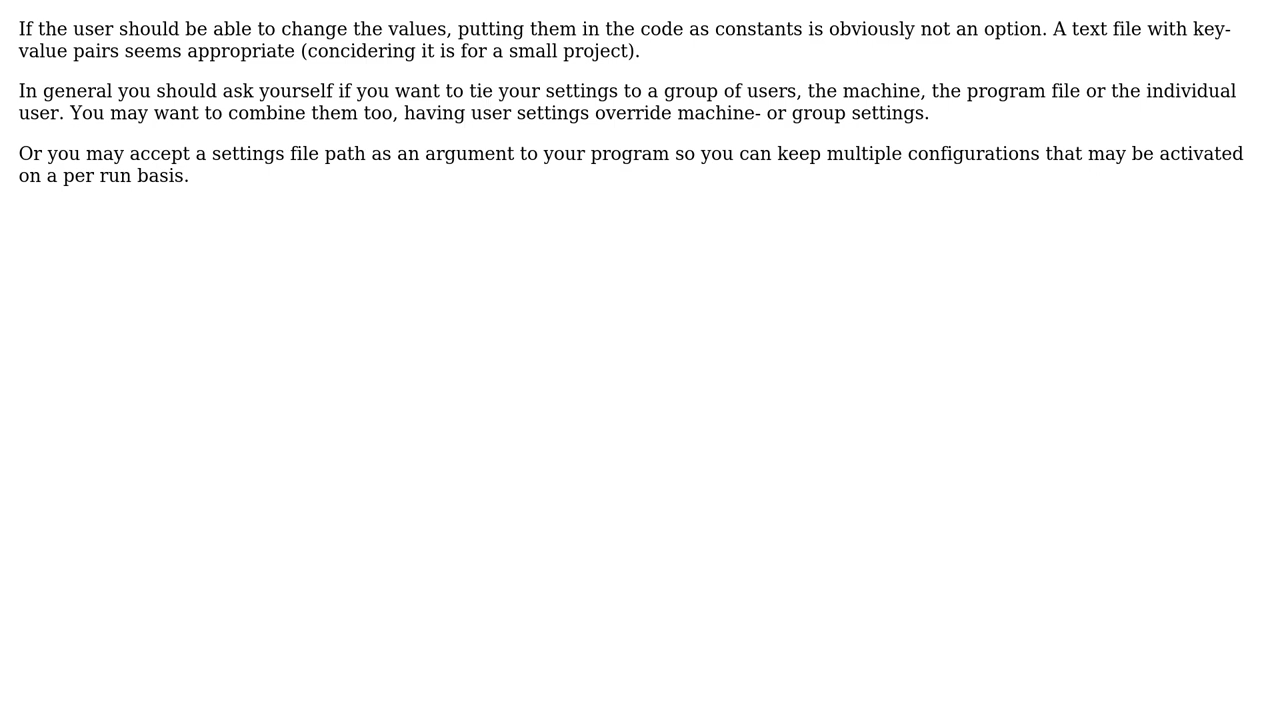 If the user should be able to change the values, putting them in the code as constants is obviously not an option. A text file with key-
value pairs seems appropriate (concidering it is for a small project).
In general you should ask yourself if you want to tie your settings to a group of users, the machine, the program file or the individual
user. You may want to combine them too, having user settings override machine- or group settings.
Or you may accept a settings file path as an argument to your program so you can keep multiple configurations that may be activated
on a per run basis.